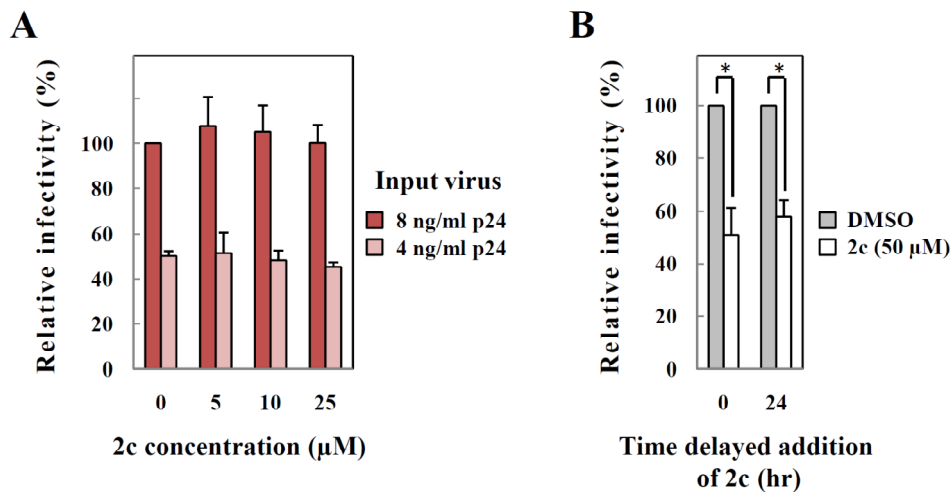 A
Relative infectivity (%)
100
80
60
40
20
0
0 5 10 25
2c concentration (µM)
Input virus
8 ng/ml p24
4 ng/ml p24
B
Relative infectivity (%)
100
80
60
40
20
0
* *
0 24
Time delayed addition
of 2c (hr)
DMSO
2c (50 µM)